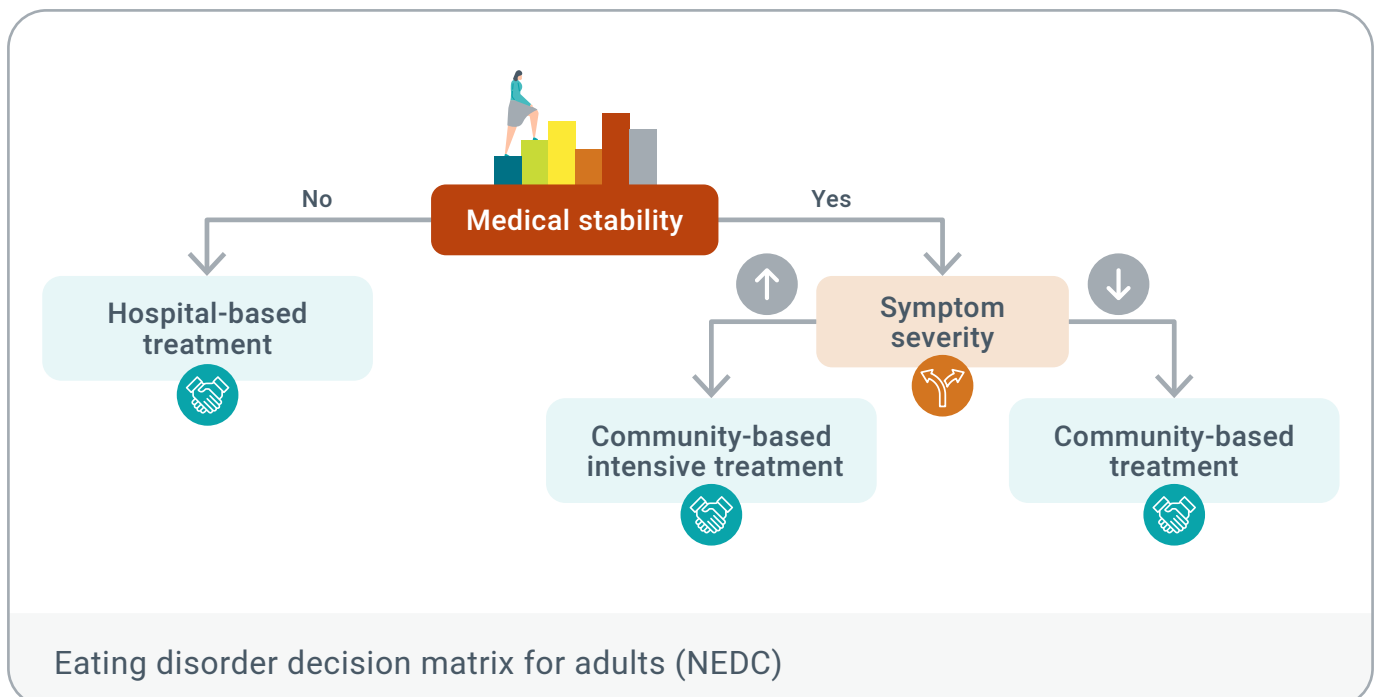 No
Medical stability
Yes
Hospital-based
treatment
Symptom
severity
Community-based
intensive treatment
Community-based
treatment
Eating disorder decision matrix for adults (NEDC)